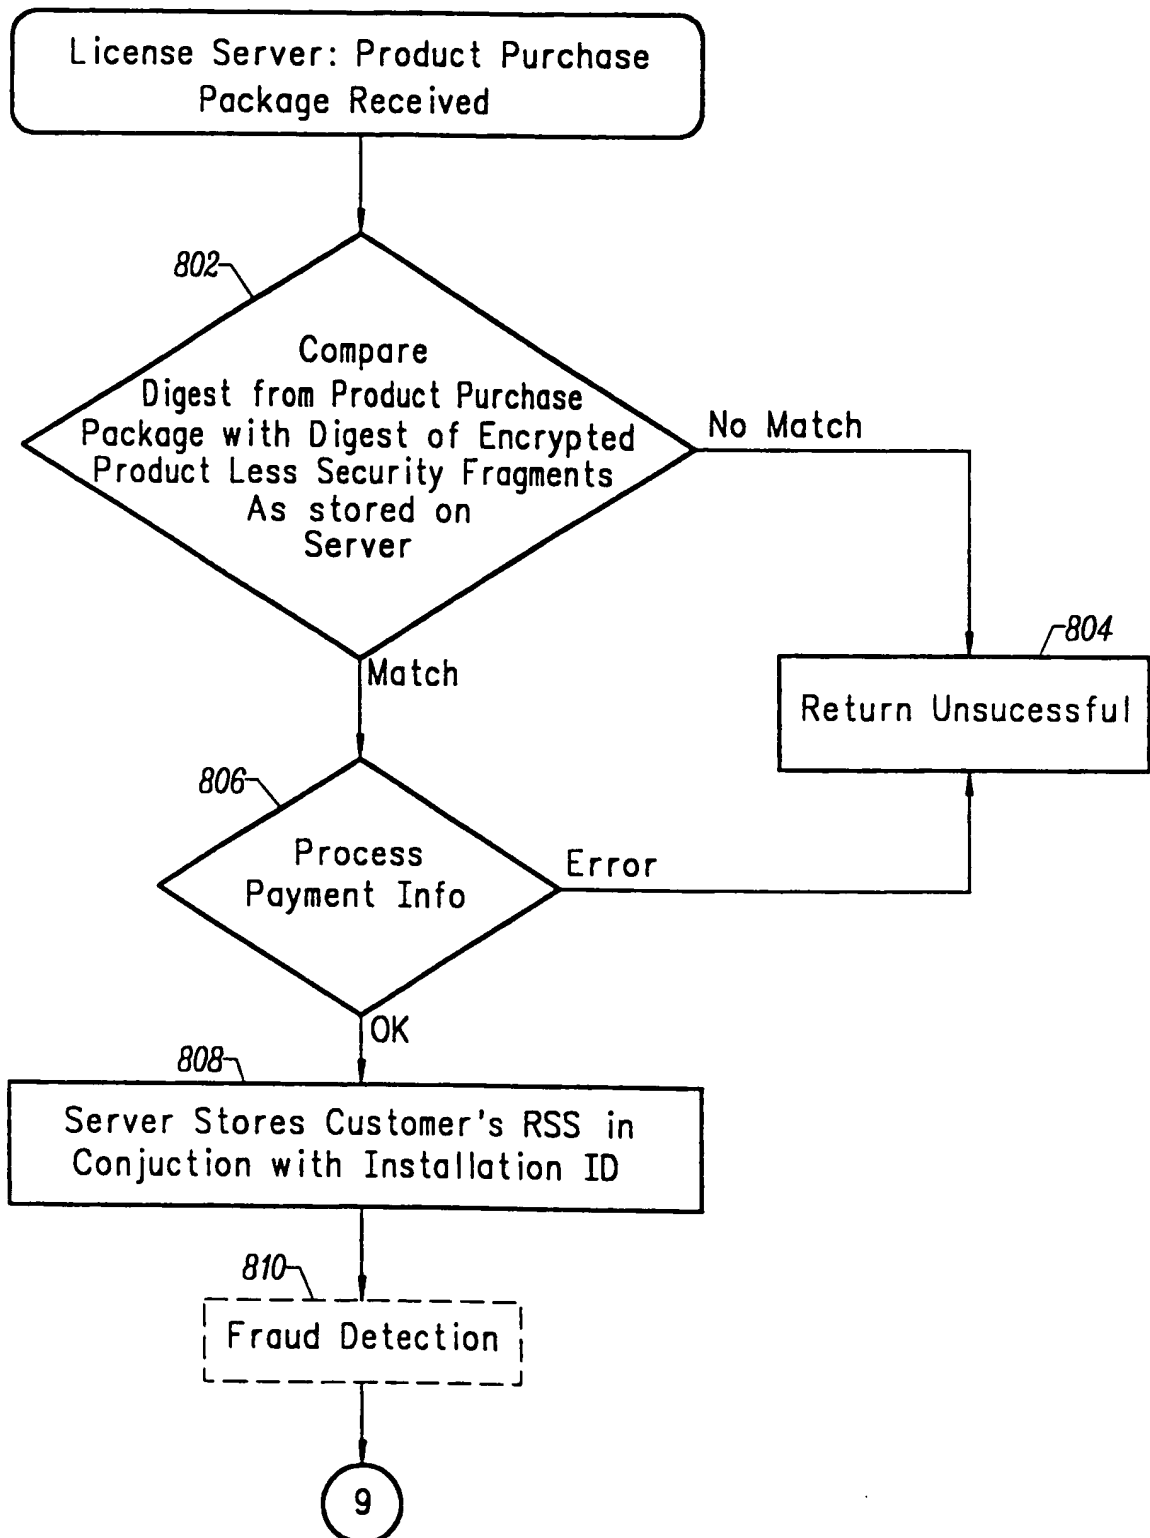 License Server: Product Purchase
Package Received
802
Compare
Digest from Product Purchase
Package with Digest of Encrypted
Product Less Security Fragments
As stored on
Server
No Match
Match
804
Return Unsucessful
806
Process
Payment Info
Error
OK
808
Server Stores Customer's RSS in
Conjuction with Installation ID
810
Fraud Detection
9